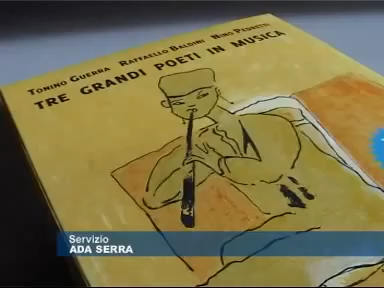 TONINO GUERRA RAFFAELLO BALDINI NINO PEDRETTI
TRE GRANDI POETI IN MUSICA
Servizio
ADA SERRA